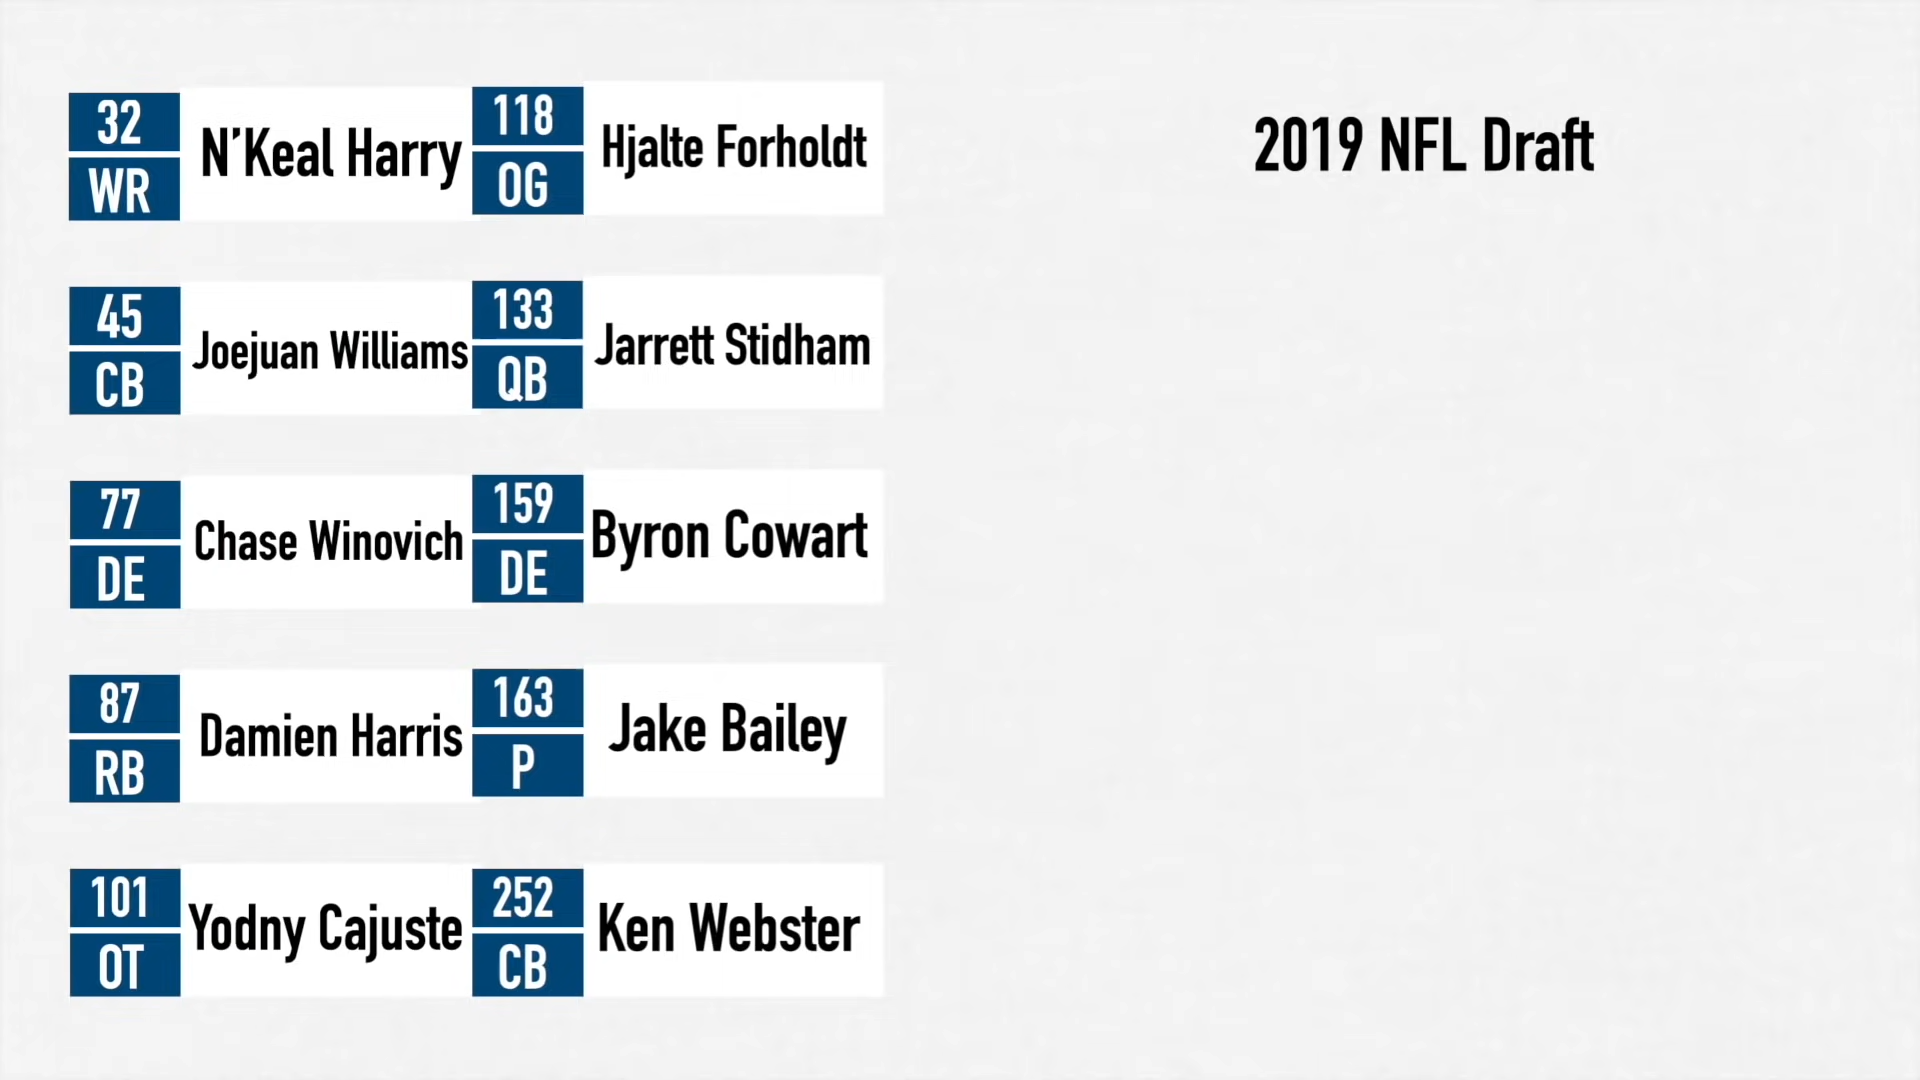 32
WR
N'Keal Harry
45
CB
Joejuan Williams
77
DE
Chase Winovich
87
RB
Damien Harris
101
OT
Yodny Cajuste
118
OG
Hjalte Forholdt
133
QB
Jarrett Stidham
159
DE
Byron Cowart
163
P
Jake Bailey
252
CB
Ken Webster
2019 NFL Draft